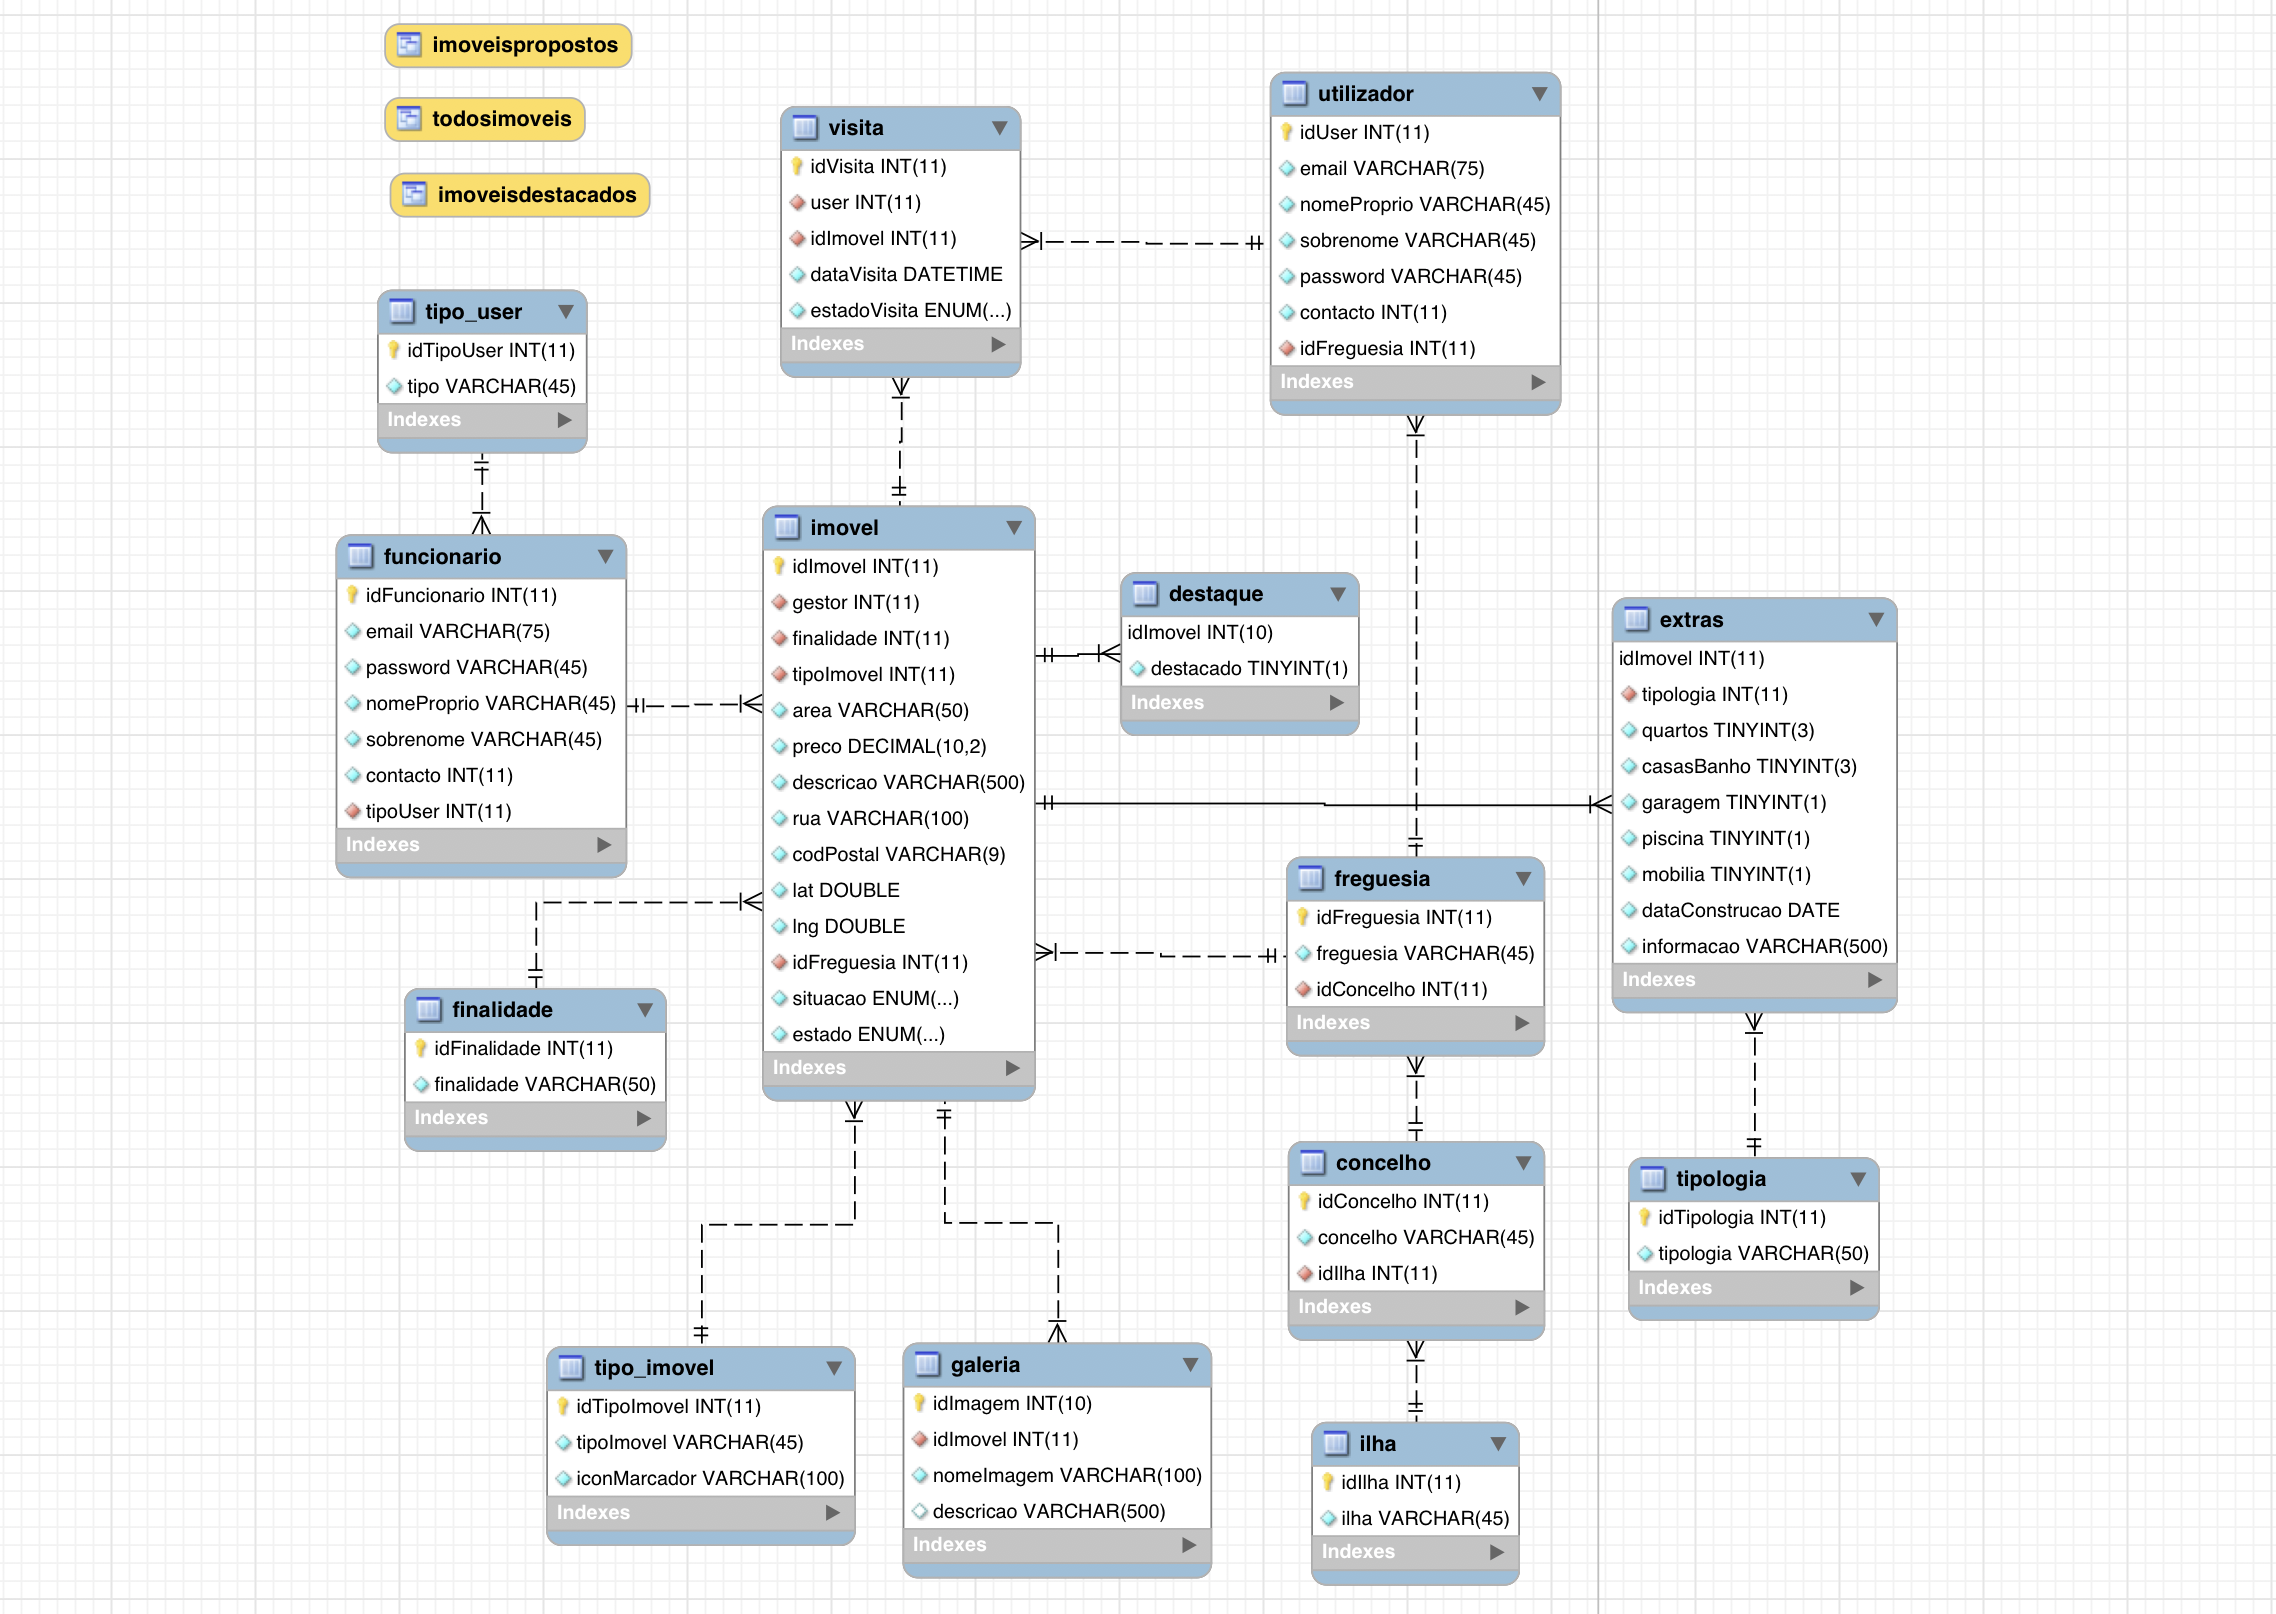 imoveispropostos
todosimoveis
imoveisdestacados
tipo_user
idTipoUser INT(11)
tipo VARCHAR(45)
Indexes
funcionario
idFuncionario INT(11)
email VARCHAR(75)
password VARCHAR(45)
nomeProprio VARCHAR(45)
sobrenome VARCHAR(45)
contacto INT(11)
tipoUser INT(11)
Indexes
finalidade
idFinalidade INT(11)
finalidade VARCHAR(50)
Indexes
visita
idVisita INT(11)
user INT(11)
idImovel INT(11)
dataVisita DATETIME
estadoVisita ENUM(...)
Indexes
imovel
idImovel INT(11)
gestor INT(11)
finalidade INT(11)
tipoImovel INT(11)
area VARCHAR(50)
preco DECIMAL(10,2)
descricao VARCHAR(500)
rua VARCHAR(100)
codPostal VARCHAR(9)
lat DOUBLE
lng DOUBLE
idFreguesia INT(11)
situacao ENUM(...)
estado ENUM(...)
Indexes
tipo_imovel
idTipoImovel INT(11)
tipoImovel VARCHAR(45)
iconMarcador VARCHAR(100)
Indexes
galeria
idImagem INT(10)
idImovel INT(11)
nomeImagem VARCHAR(100)
descricao VARCHAR(500)
Indexes
utilizador
idUser INT(11)
email VARCHAR(75)
nomeProprio VARCHAR(45)
sobrenome VARCHAR(45)
password VARCHAR(45)
contacto INT(11)
idFreguesia INT(11)
Indexes
destaque
idImovel INT(10)
destacado TINYINT(1)
Indexes
freguesia
idFreguesia INT(11)
freguesia VARCHAR(45)
idConcelho INT(11)
Indexes
concelho
idConcelho INT(11)
concelho VARCHAR(45)
idIlha INT(11)
Indexes
ilha
idIlha INT(11)
ilha VARCHAR(45)
Indexes
extras
idImovel INT(11)
tipologia INT(11)
quartos TINYINT(3)
casasBanho TINYINT(3)
garagem TINYINT(1)
piscina TINYINT(1)
mobilia TINYINT(1)
dataConstrucao DATE
informacao VARCHAR(500)
Indexes
tipologia
idTipologia INT(11)
tipologia VARCHAR(50)
Indexes